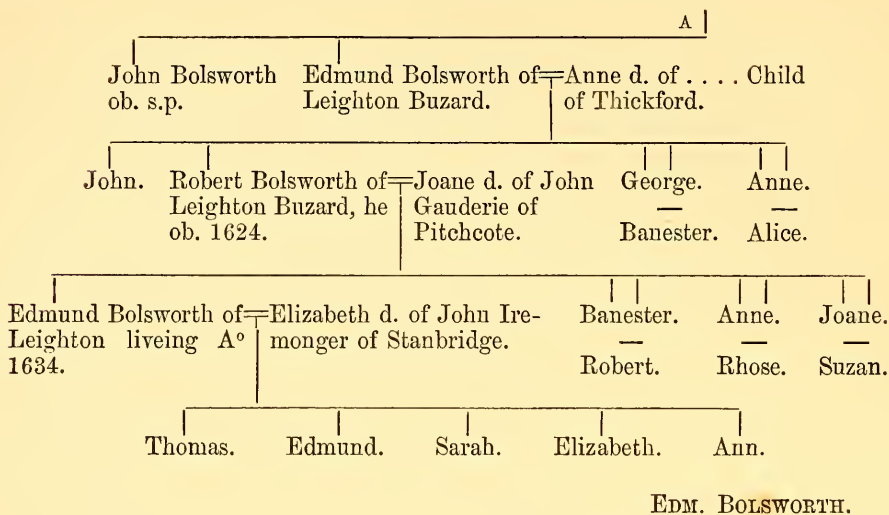 A
John Bolsworth Edmund Bolsworth of Anne d. of . . . . Child
ob. s.p. Leighton Buzard. of Thickford.
John. Robert Bolsworth of Joane d. of John George. Anne.
Leighton Buzard, he Gauderie of — —
ob. 1624. Pitchcote. Banester. Alice.
Edmund Bolsworth of Elizabeth d. of John Ire- Banester. Anne. Joane.
Leighton liveing Aº monger of Stanbridge. — — —
1634. Robert. Rhose. Suzan.
Thomas. Edmund. Sarah. Elizabeth. Ann.
EDM. BOLSWORTH.